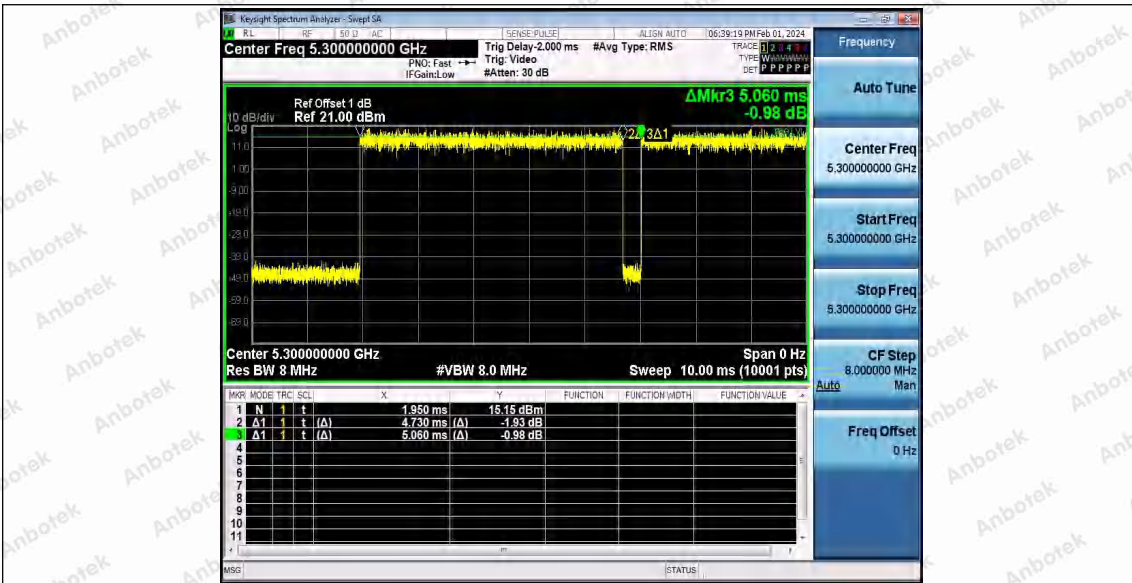 Keysight Spectrum Analyzer - Swept SA
RL RF 50 Ω AC SENSE:PULSE ALIGN AUTO 06:39:19 PM Feb 01, 2024
Center Freq 5.300000000 GHz
PNO: Fast
IFGain:Low
Trig Delay-2.000 ms
Trig: Video
#Atten: 30 dB
#Avg Type: RMS
TRACE 1 2 3 4 5 6
TYPE
DET P P P P P P
Frequency
Auto Tune
Center Freq
5.300000000 GHz
Start Freq
5.300000000 GHz
Stop Freq
5.300000000 GHz
CF Step
8.000000 MHz
Auto Man
Freq Offset
0 Hz
ΔMkr3 5.060 ms
-0.98 dB
Ref Offset 1 dB
10 dB/div Ref 21.00 dBm
Log
11.0
1.00
-9.00
-19.0
-29.0
-39.0
-49.0
-59.0
-69.0
3Δ1
Center 5.300000000 GHz Span 0 Hz
Res BW 8 MHz #VBW 8.0 MHz Sweep 10.00 ms (10001 pts)
MKR MODE TRC SCL X Y FUNCTION FUNCTION WIDTH FUNCTION VALUE
1 N 1 t 1.950 ms 15.15 dBm
2 Δ1 1 t (Δ) 4.730 ms (Δ) -1.93 dB
3 Δ1 1 t (Δ) 5.060 ms (Δ) -0.98 dB
4
5
6
7
8
9
10
11
MSG STATUS
Anbotek